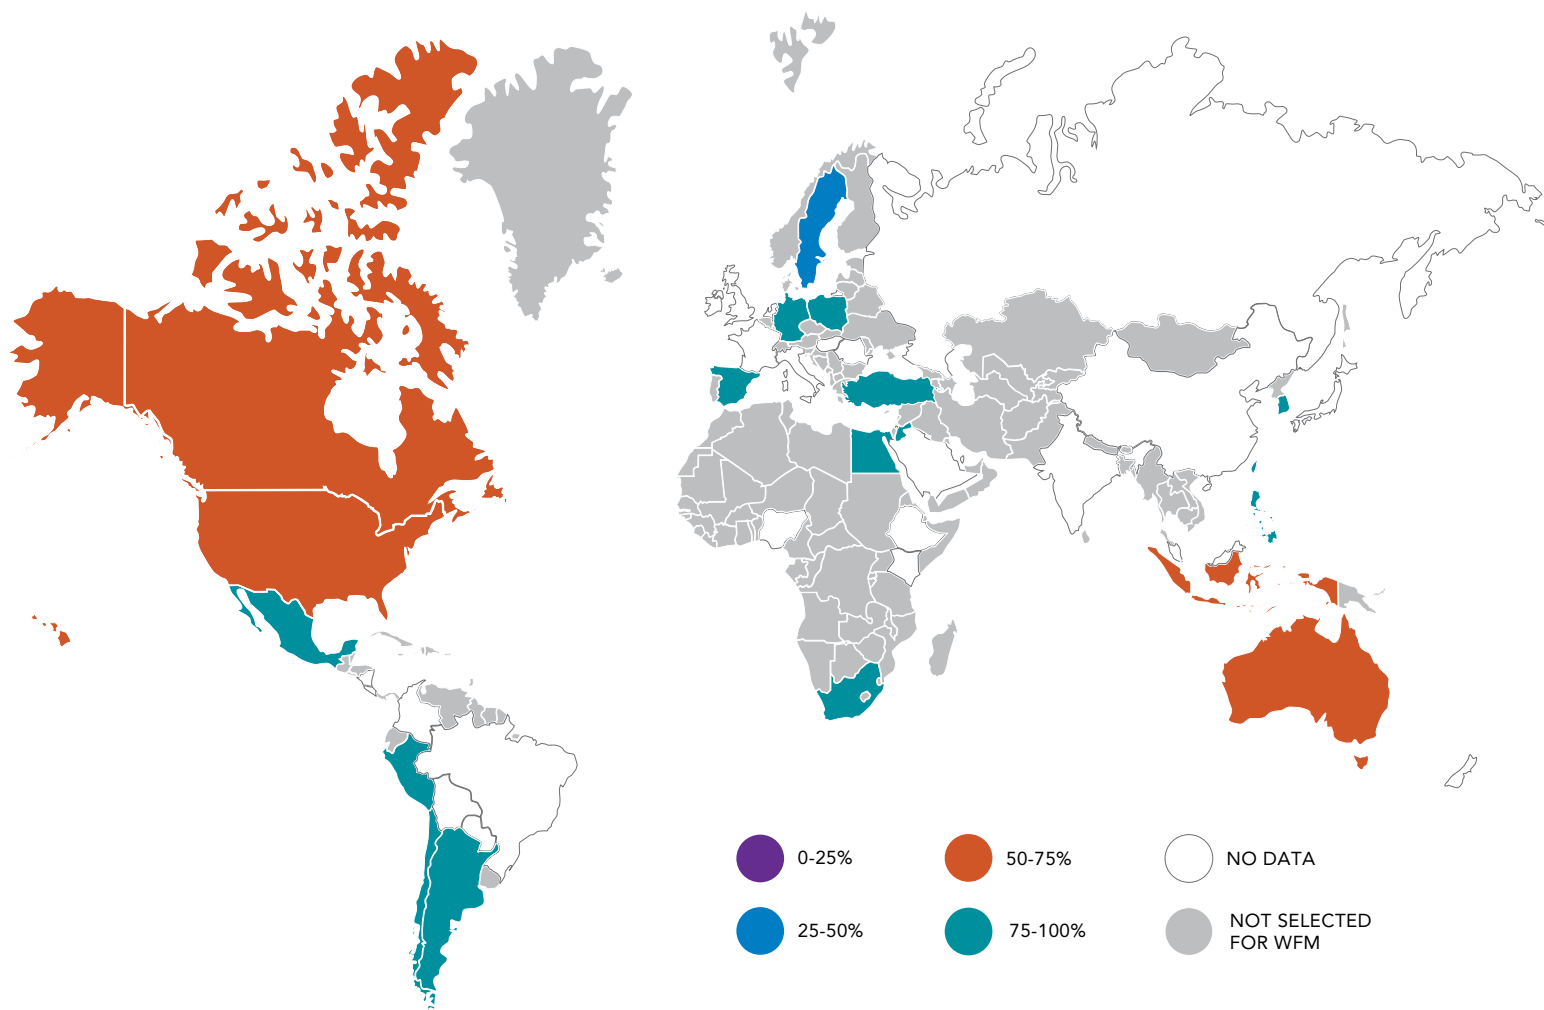 0-25%
50-75%
NO DATA
25-50%
75-100%
NOT SELECTED
FOR WFM